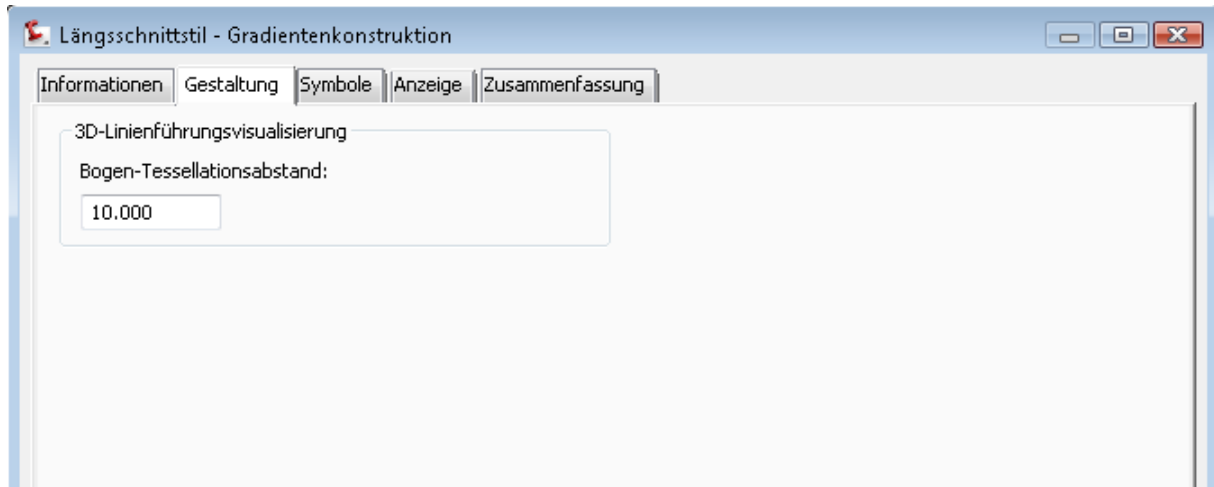 Längsschnittstil - Gradientenkonstruktion
Informationen Gestaltung Symbole Anzeige Zusammenfassung
3D-Linienführungsvisualisierung
Bogen-Tessellationsabstand:
10.000